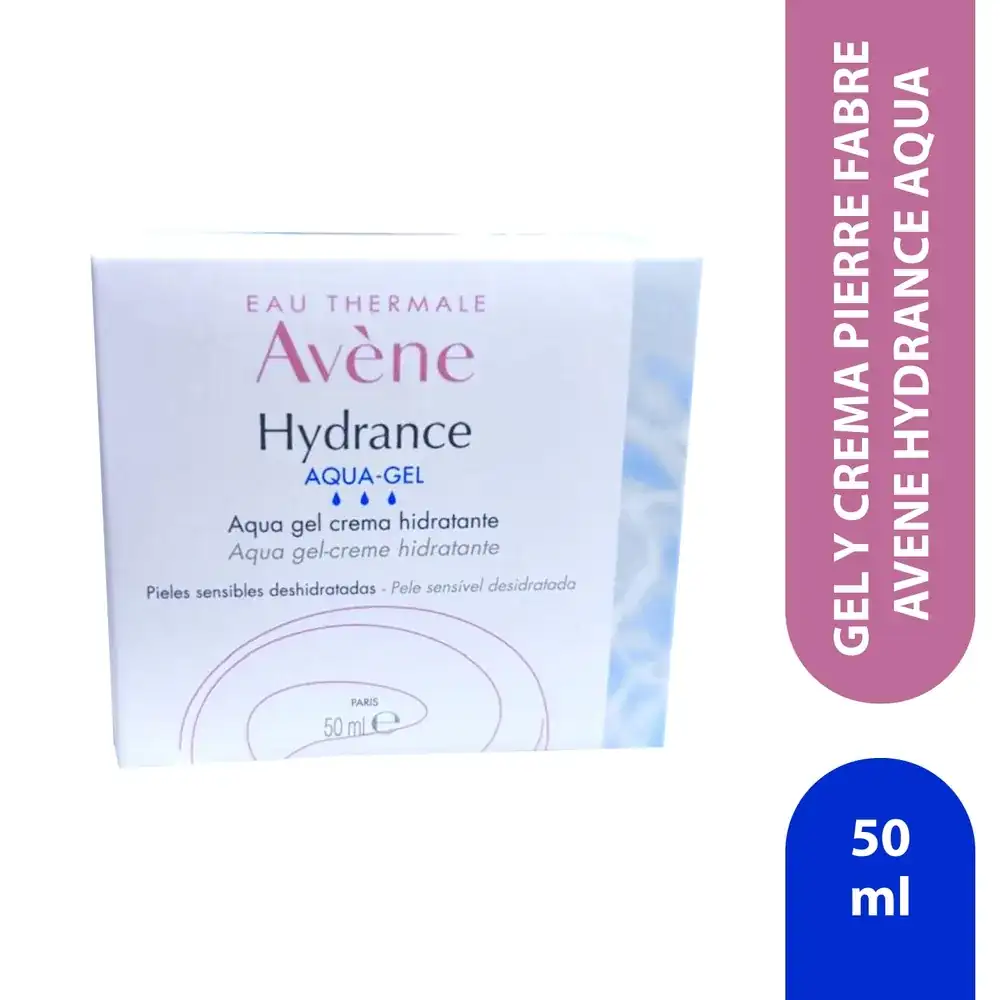 EAU THERMALE
Avène
Hydrance
AQUA-GEL
Aqua gel crema hidratante
Aqua gel-creme hidratante
Pieles sensibles deshidratadas - Pele sensível desidratada
PARIS
50 ml e
GEL Y CREMA PIERRE FABRE
AVENE HYDRANCE AQUA
50
ml